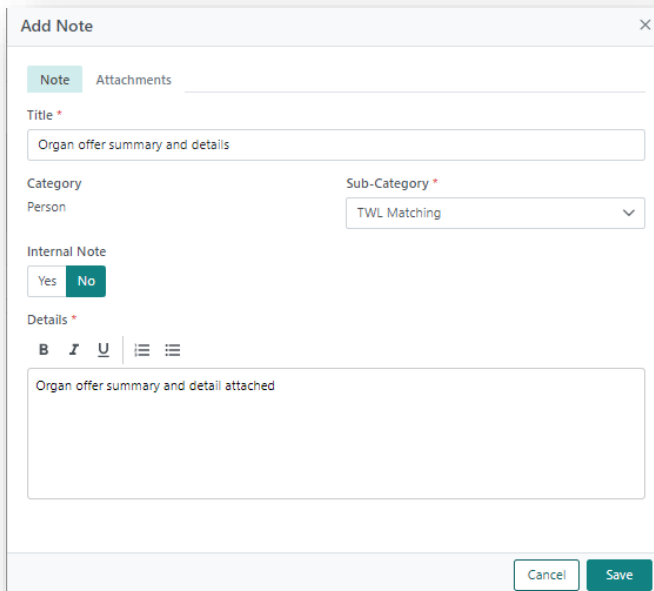 Add Note
Note Attachments
Title *
Organ offer summary and details
Category Sub-Category *
Person TWL Matching
Internal Note
Yes No
Details *
B I U
Organ offer summary and detail attached
Cancel Save